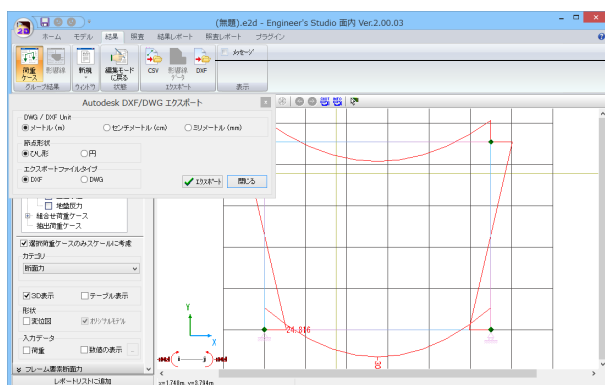 (無題).e2d - Engineer's Studio 面内 Ver.2.00.03
2D
ホーム モデル 結果 照査 結果レポート 照査レポート プラグイン
荷重ケース 影響線 新規 編集モードに戻る CSV 影響線データ DXF メッセージ
グループ結果 ウィンドウ 状態 エクスポート 表示
Autodesk DXF/DWG エクスポート
DWG / DXF Unit
メートル (m) センチメートル (cm) ミリメートル (mm)
節点形状
ひし形 円
エクスポートファイルタイプ
DXF DWG
エクスポート 閉じる
地盤反力
組合せ荷重ケース
抽出荷重ケース
選択荷重ケースのみスケールに考慮
カテゴリ
断面力
3D表示 テーブル表示
形状
変位図 オリジナルモデル
入力データ
荷重 数値の表示
フレーム要素断面力
レポートリストに追加
Y
X
i j
24.816
-30
x=1.740m y=3.794m